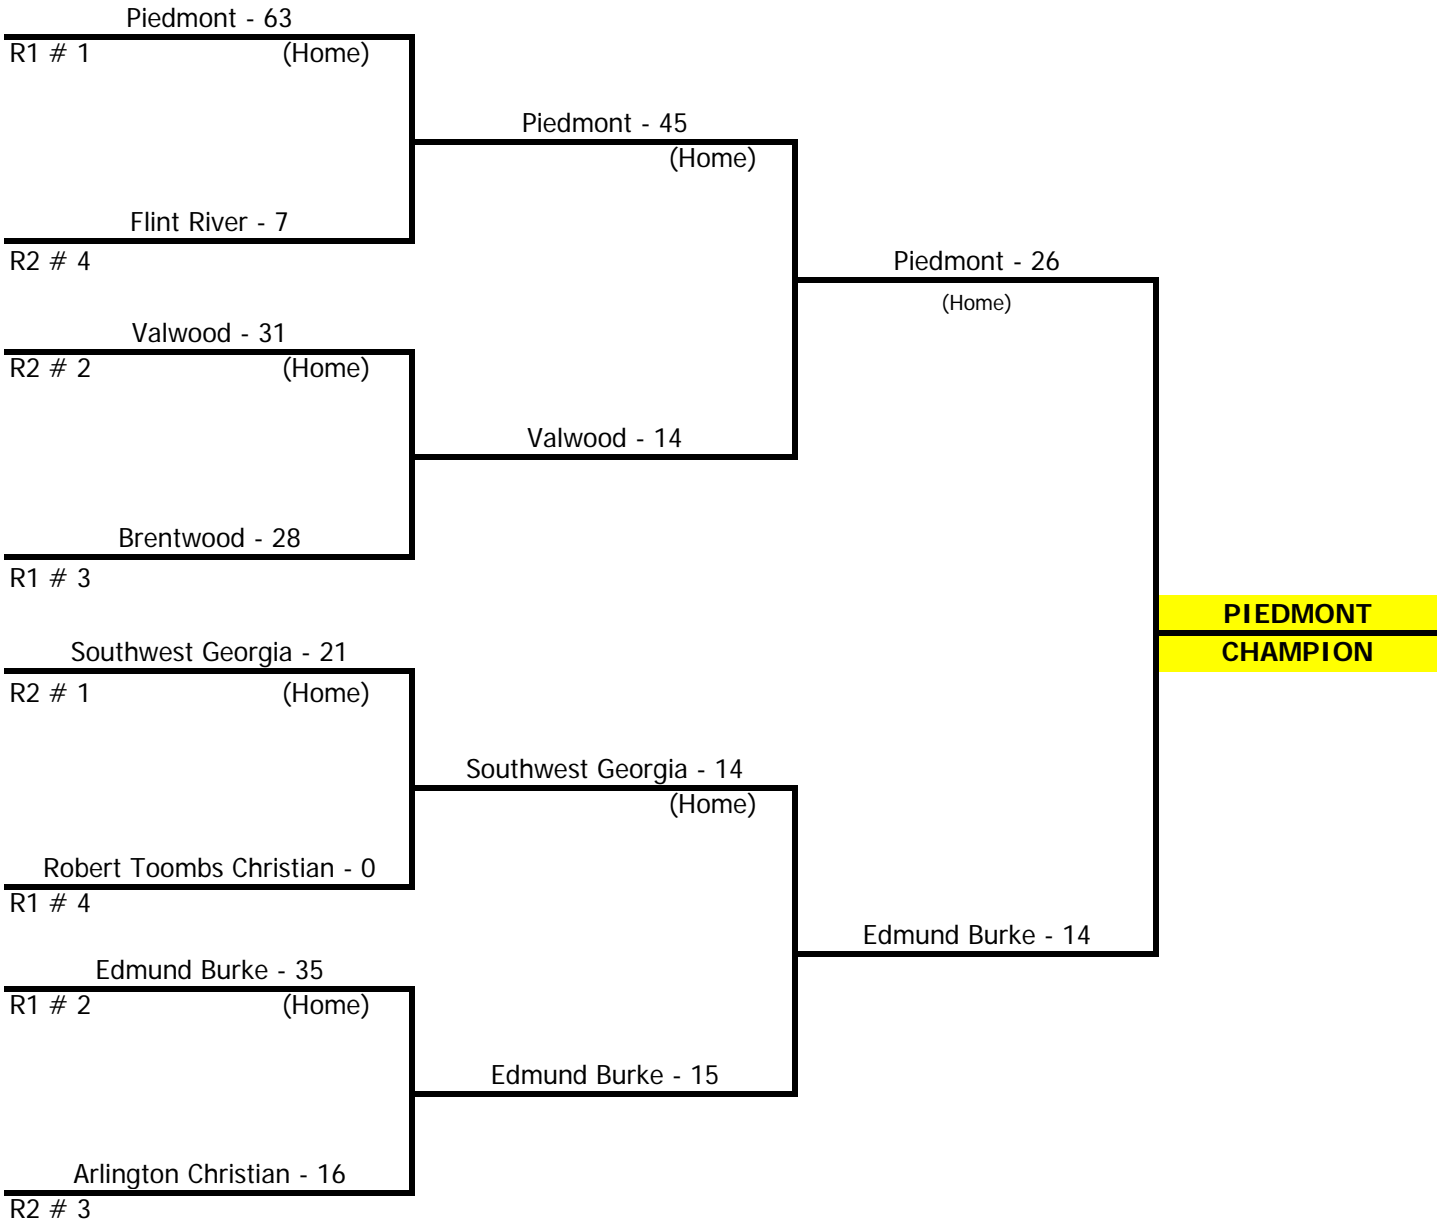 Piedmont - 63
R1 # 1 (Home)
Piedmont - 45
(Home)
Flint River - 7
R2 # 4
Piedmont - 26
(Home)
Valwood - 31
R2 # 2 (Home)
Valwood - 14
Brentwood - 28
R1 # 3
PIEDMONT
CHAMPION
Southwest Georgia - 21
R2 # 1 (Home)
Southwest Georgia - 14
(Home)
Robert Toombs Christian - 0
R1 # 4
Edmund Burke - 14
Edmund Burke - 35
R1 # 2 (Home)
Edmund Burke - 15
Arlington Christian - 16
R2 # 3